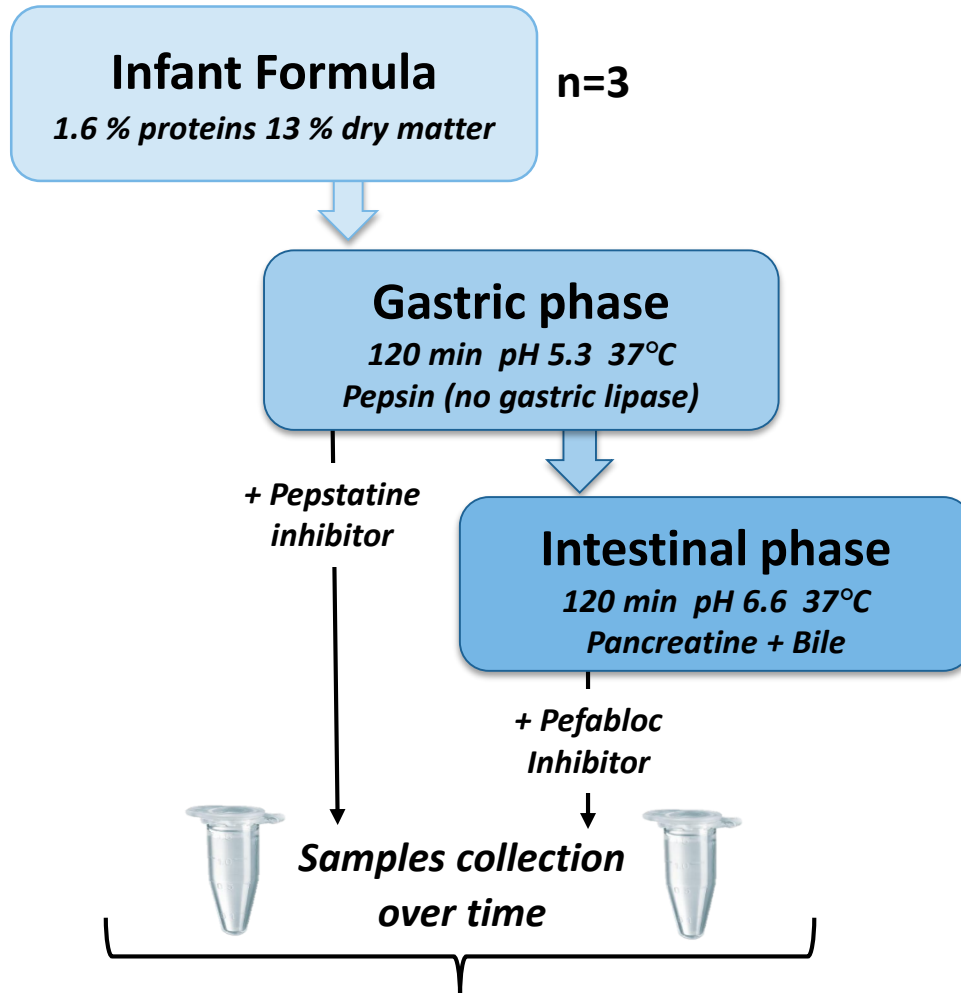 Infant Formula
1.6 % proteins 13 % dry matter
n=3
Gastric phase
120 min pH 5.3 37°C
Pepsin (no gastric lipase)
+ Pepstatine
inhibitor
Intestinal phase
120 min pH 6.6 37°C
Pancreatine + Bile
+ Pefabloc
Inhibitor
Samples collection
over time